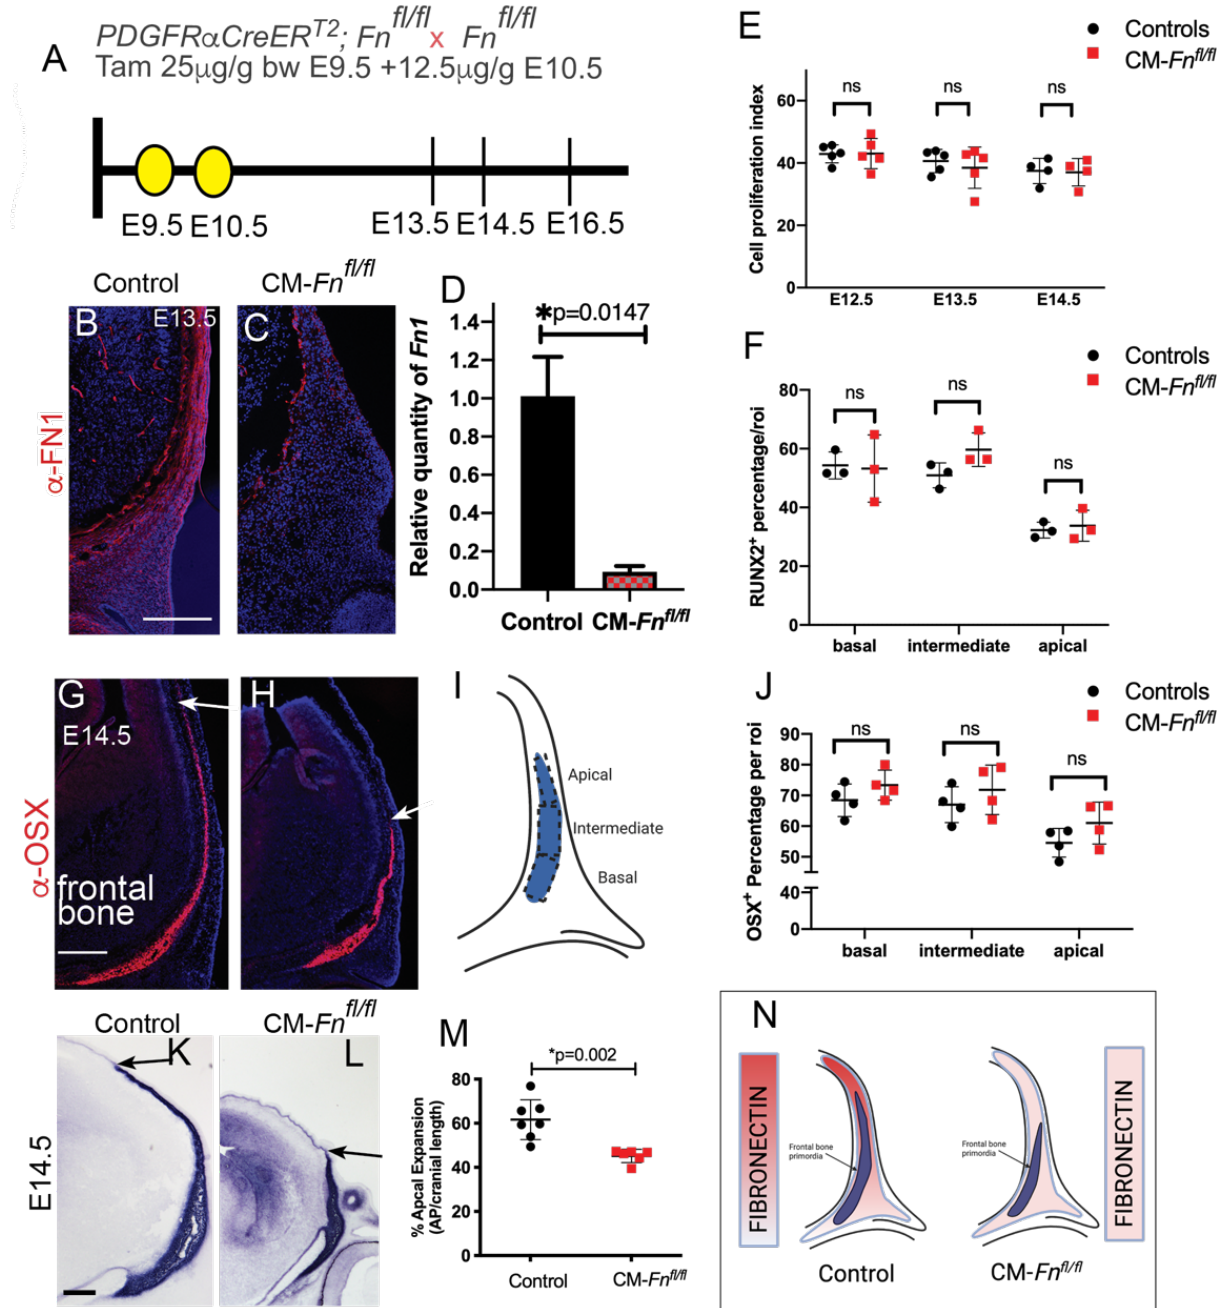 A
PDGFRαCreER^T2; Fn^fl/fl x Fn^fl/fl
Tam 25µg/g bw E9.5 +12.5µg/g E10.5
E9.5 E10.5 E13.5 E14.5 E16.5
Control CM-Fn^fl/fl
B E13.5
C
α-FN1
D
*p=0.0147
Relative quantity of Fn1
1.4
1.2
1.0
0.8
0.6
0.4
0.2
0.0
Control CM-Fn^fl/fl
E
Controls
CM-Fn^fl/fl
Cell proliferation index
60
40
20
0
ns ns ns
E12.5 E13.5 E14.5
F
Controls
CM-Fn^fl/fl
RUNX2+ percentage/roi
80
60
40
20
0
ns ns ns
basal intermediate apical
G
E14.5
H
α-OSX
frontal
bone
I
Apical
Intermediate
Basal
J
Controls
CM-Fn^fl/fl
OSX+ Percentage per roi
90
80
70
60
50
40
0
ns ns ns
basal intermediate apical
Control CM-Fn^fl/fl
K
L
E14.5
M
*p=0.002
% Apcal Expansion
(AP/cranial length)
80
60
40
20
0
Control CM-Fn^fl/fl
N
FIBRONECTIN
Frontal bone
primordia
Control
Frontal bone
primordia
CM-Fn^fl/fl
FIBRONECTIN